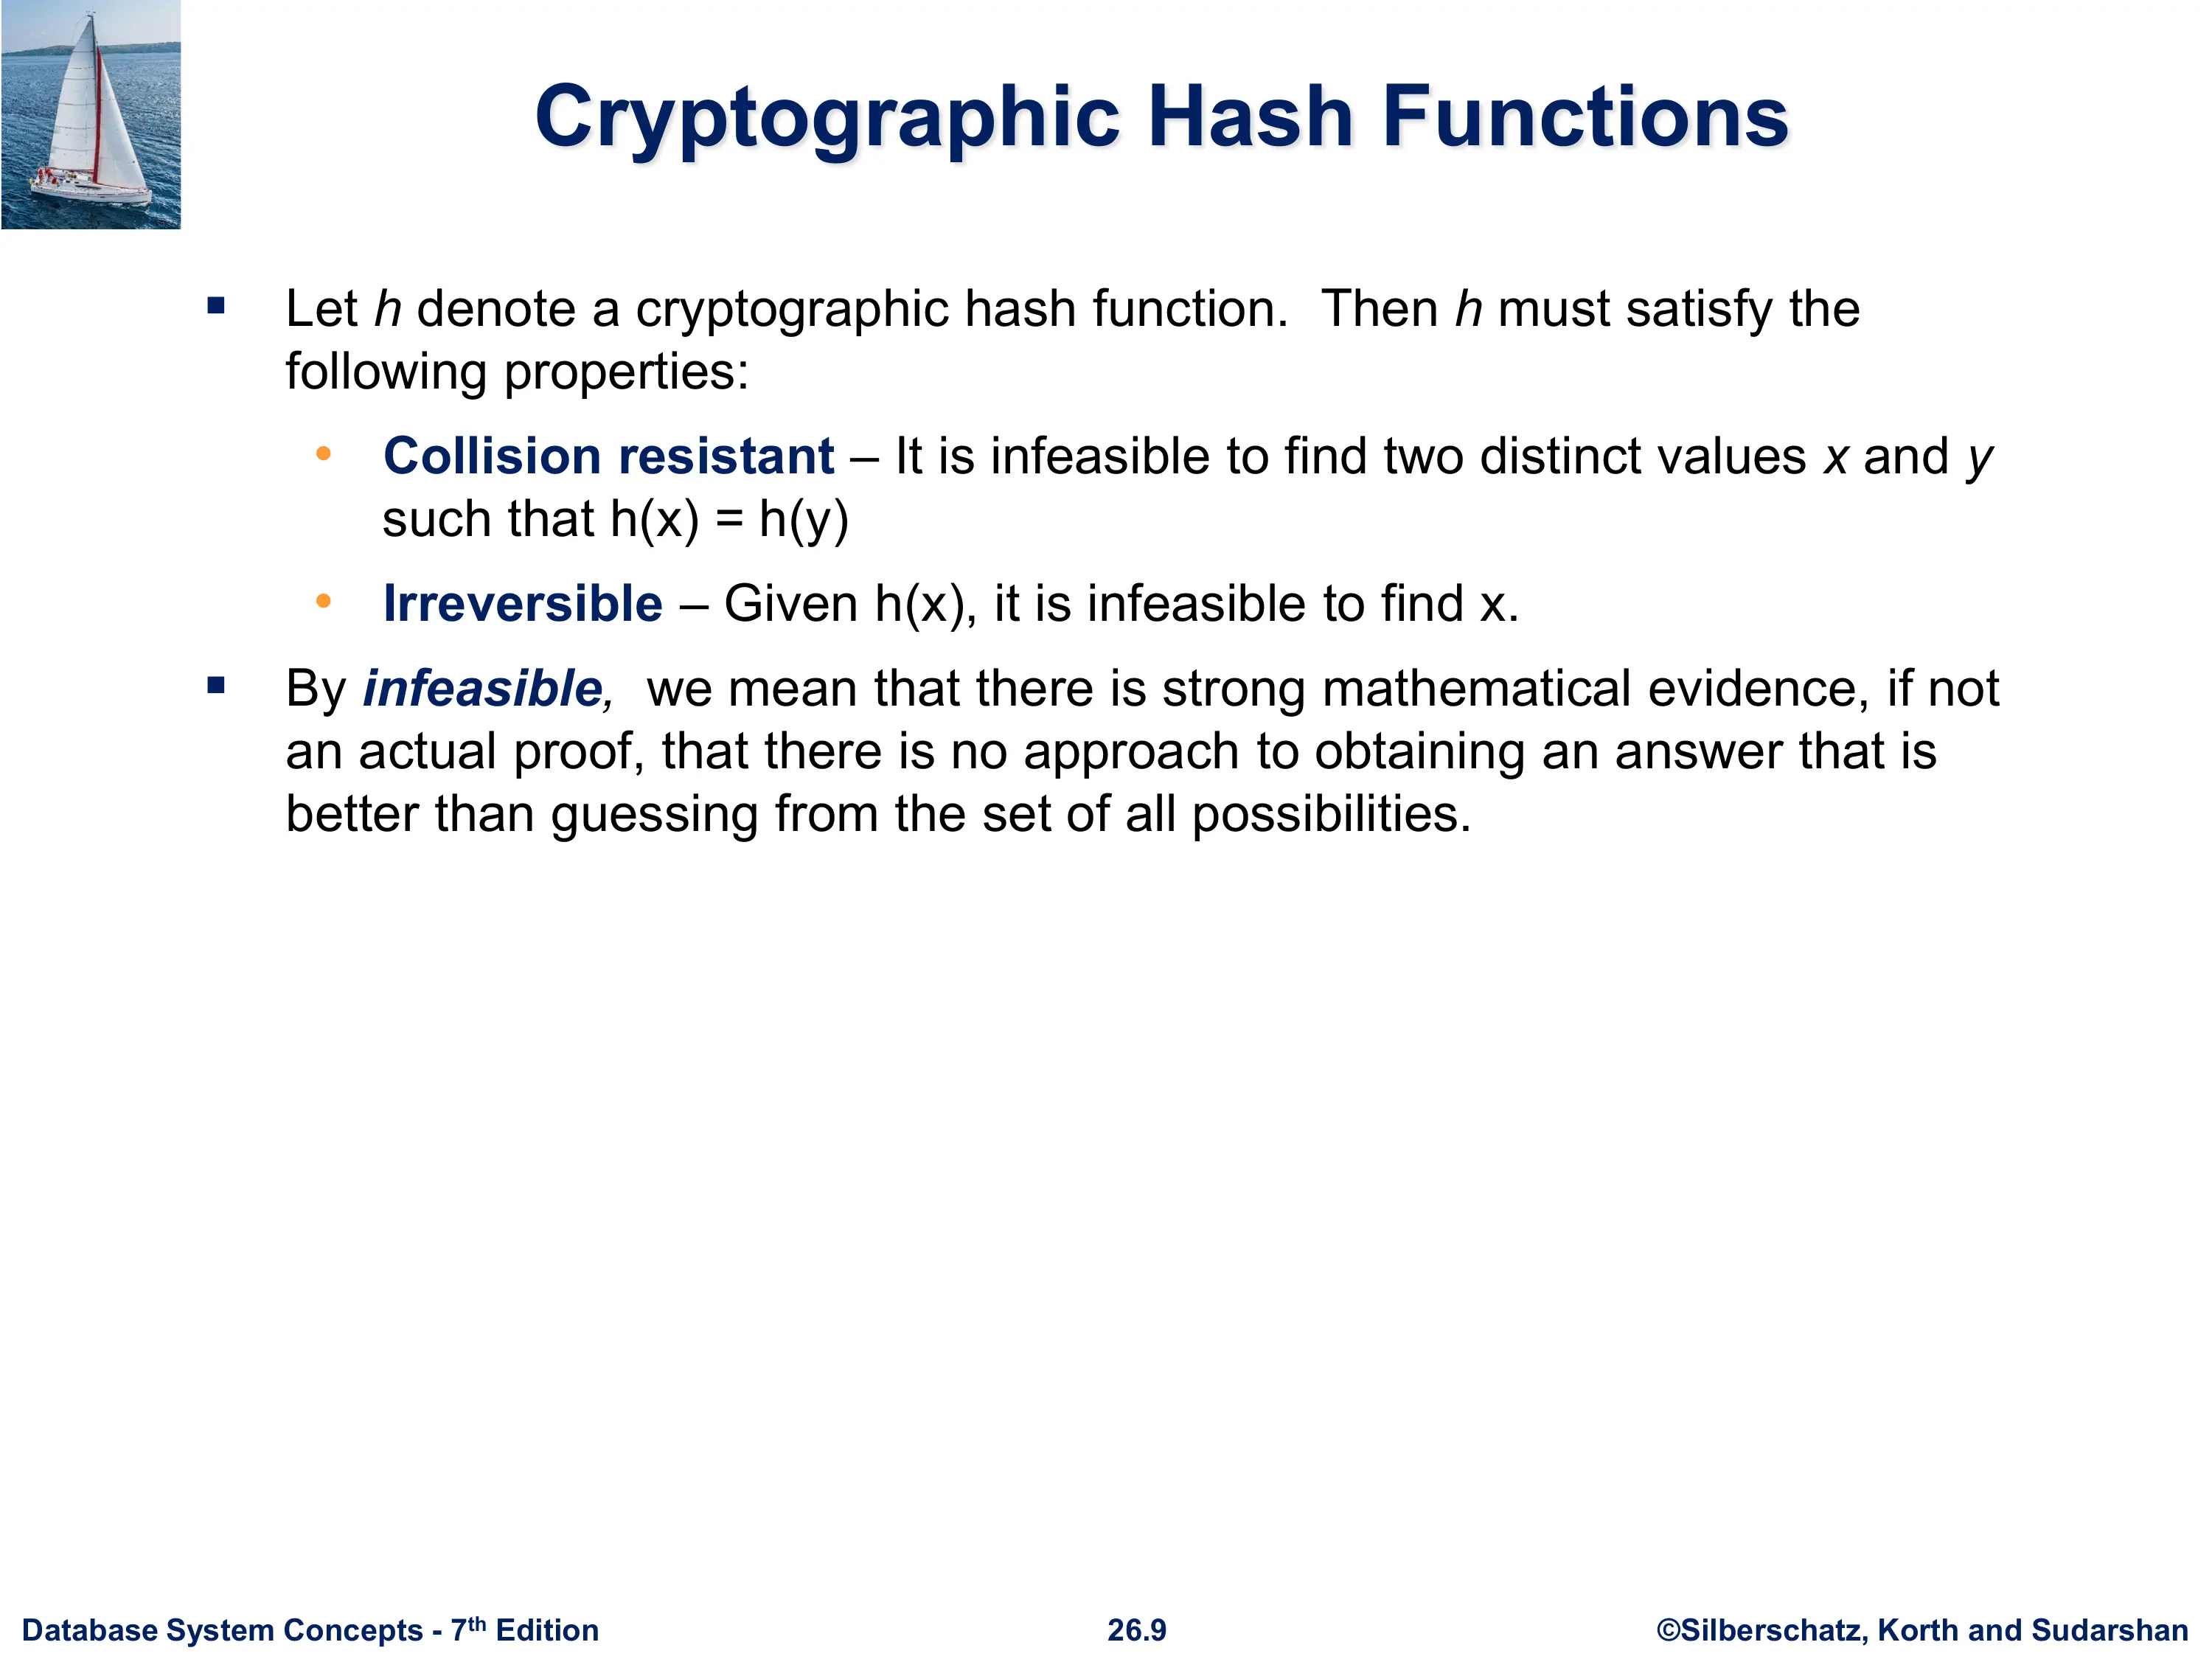 Cryptographic Hash Functions
▪ Let h denote a cryptographic hash function. Then h must satisfy the
following properties:
• Collision resistant – It is infeasible to find two distinct values x and y
such that h(x) = h(y)
• Irreversible – Given h(x), it is infeasible to find x.
▪ By infeasible, we mean that there is strong mathematical evidence, if not
an actual proof, that there is no approach to obtaining an answer that is
better than guessing from the set of all possibilities.
Database System Concepts - 7th Edition
26.9
©Silberschatz, Korth and Sudarshan